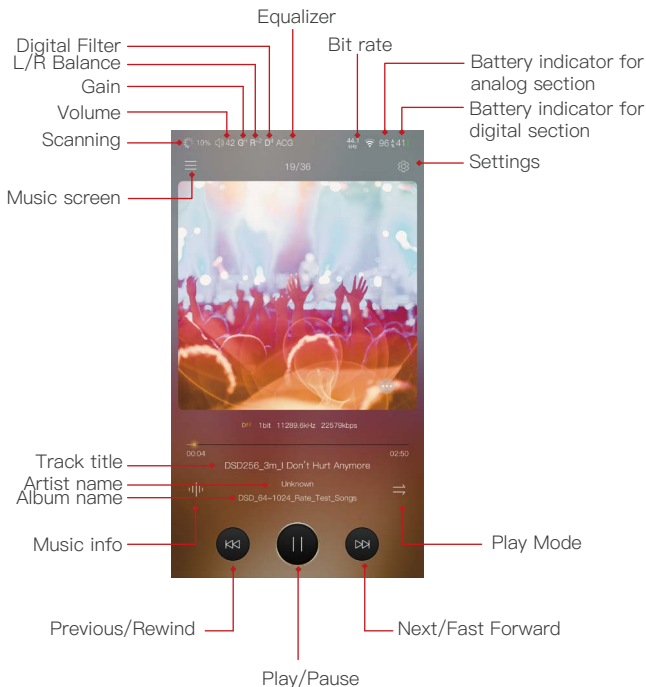 Equalizer
Digital Filter
L/R Balance
Bit rate
Battery indicator for
analog section
Gain
Volume
Battery indicator for
digital section
Scanning
10% 42 G R D ACG 44.1 kHz 96 41
Settings
19/36
Music screen
DFF 1bit 11289.6kHz 22579kbps
00:04 02:50
Track title
DSD256_3m_I Don't Hurt Anymore
Artist name
Unknown
Album name
DSD_64-1024_Rate_Test_Songs
Music info
Play Mode
Previous/Rewind
Next/Fast Forward
Play/Pause